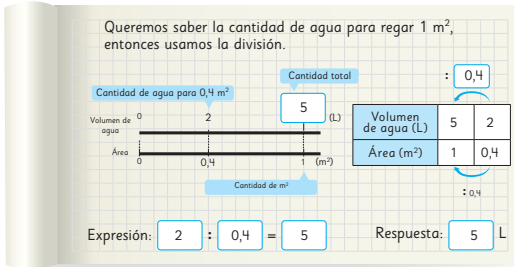 Queremos saber la cantidad de agua para regar 1 m²,
entonces usamos la división.
Cantidad total
: 0,4
Cantidad de agua para 0,4 m²
5
Volumen de agua 0 2 (L)
Área 0 0,4 1 (m²)
Cantidad de m²
Volumen de agua (L) 5 2
Área (m²) 1 0,4
: 0,4
Expresión: 2 : 0,4 = 5 Respuesta: 5 L